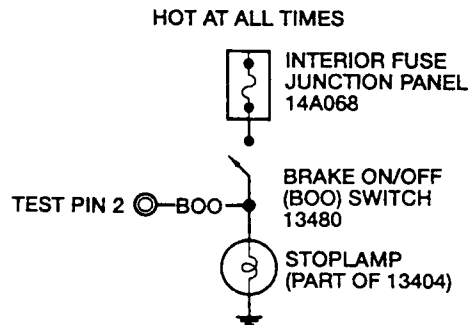 HOT AT ALL TIMES
INTERIOR FUSE
JUNCTION PANEL
14A068
BRAKE ON/OFF
(BOO) SWITCH
13480
TEST PIN 2
BOO
STOPLAMP
(PART OF 13404)